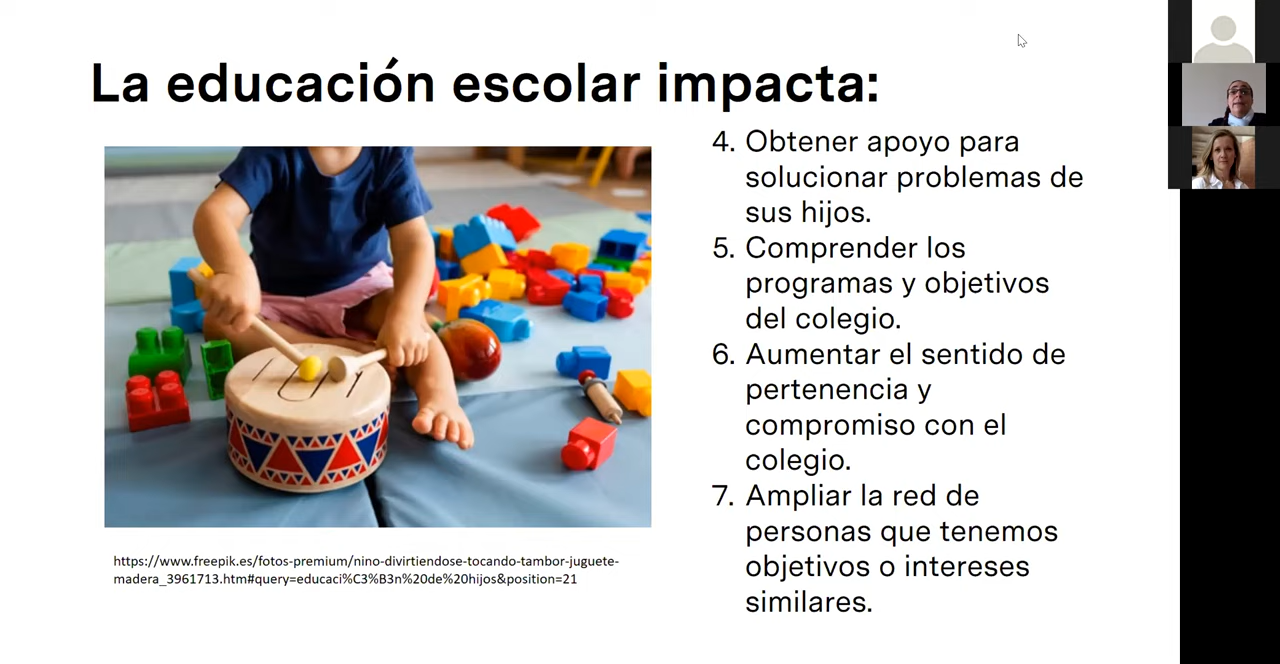 La educación escolar impacta:
4. Obtener apoyo para
solucionar problemas de
sus hijos.
5. Comprender los
programas y objetivos
del colegio.
6. Aumentar el sentido de
pertenencia y
compromiso con el
colegio.
7. Ampliar la red de
personas que tenemos
objetivos o intereses
similares.
https://www.freepik.es/fotos-premium/nino-divirtiendose-tocando-tambor-juguete-
madera_3961713.htm#query=educaci%C3%B3n%20de%20hijos&position=21